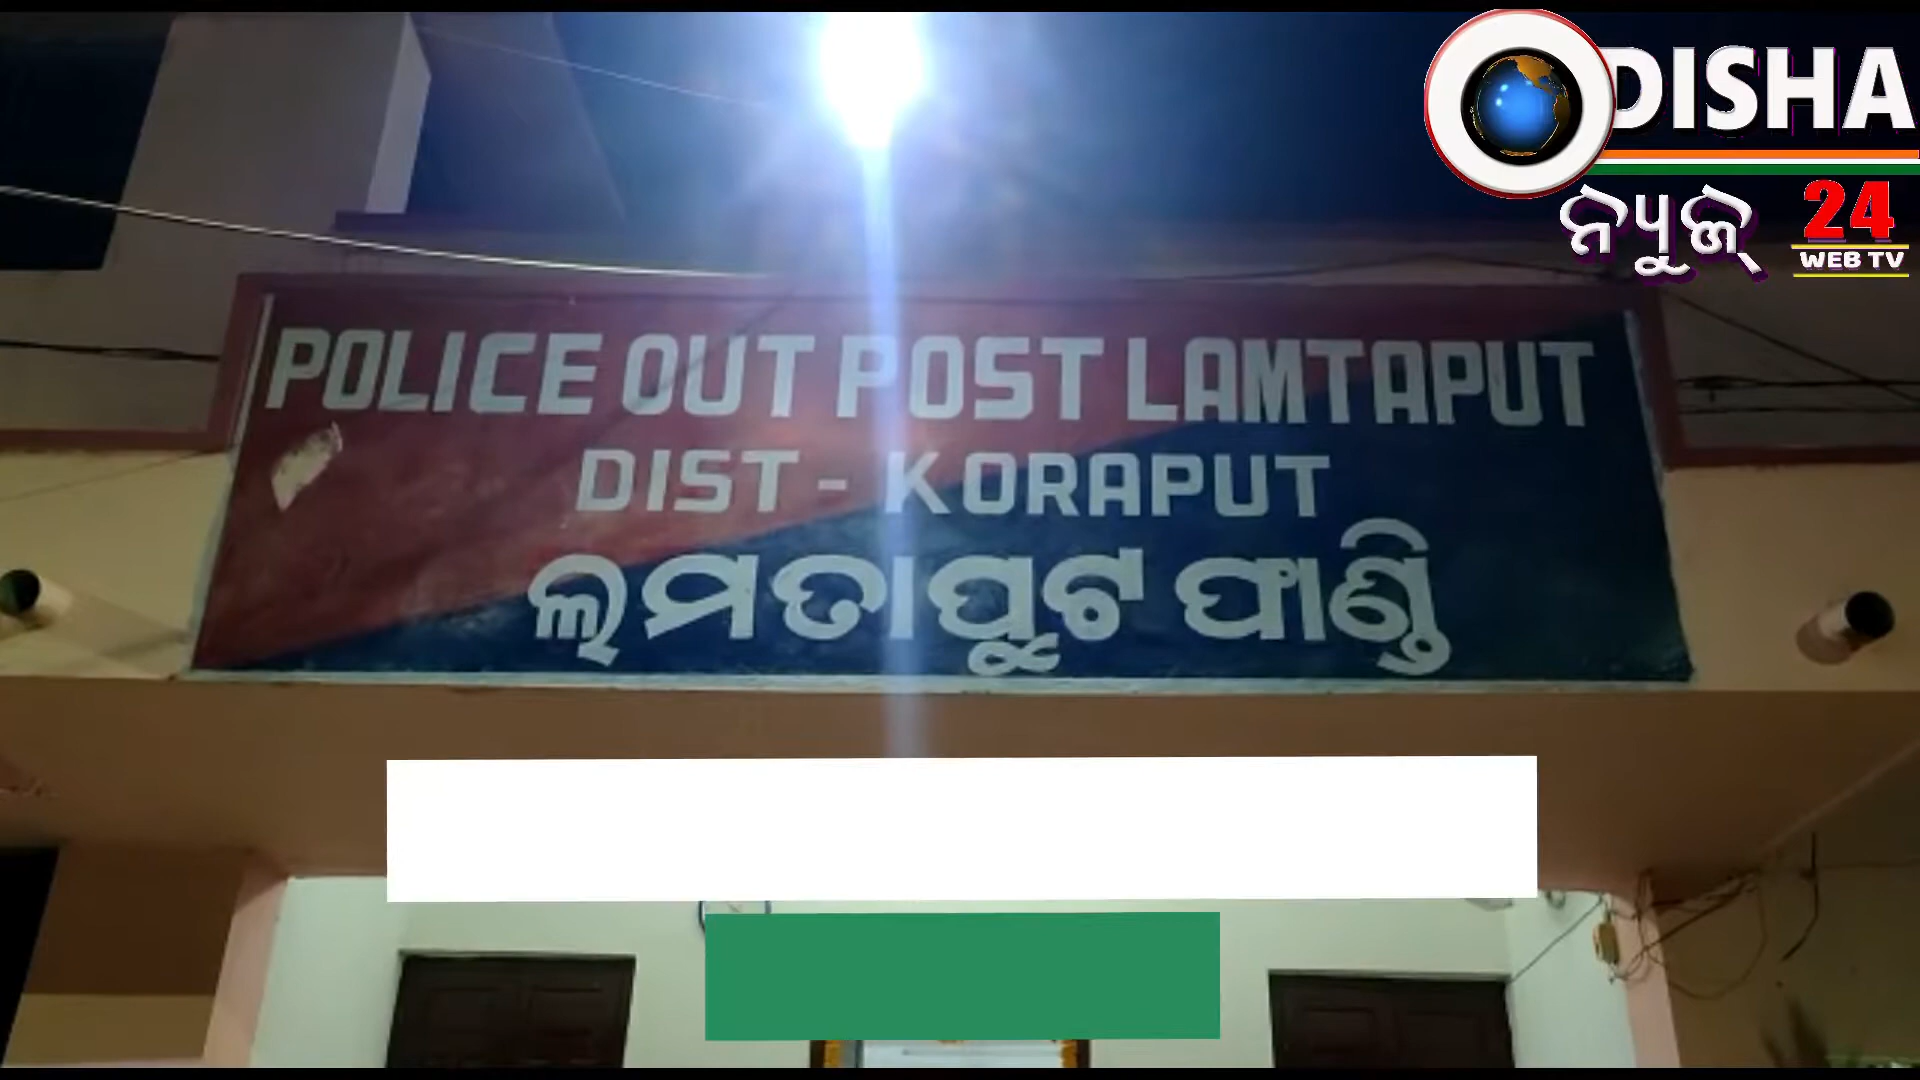 ODISHA
ନ୍ୟୁଜ୍ 24
WEB TV
POLICE OUT POST LAMTAPUT
DIST - KORAPUT
ଲମତାପୁଟ ଫାଣ୍ଡି